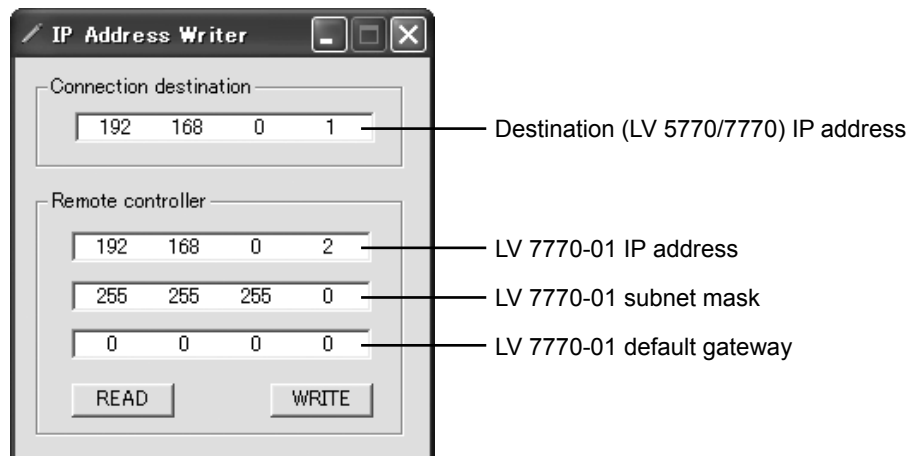 IP Address Writer
Connection destination
192 168 0 1 Destination (LV 5770/7770) IP address
Remote controller
192 168 0 2 LV 7770-01 IP address
255 255 255 0 LV 7770-01 subnet mask
0 0 0 0 LV 7770-01 default gateway
READ WRITE